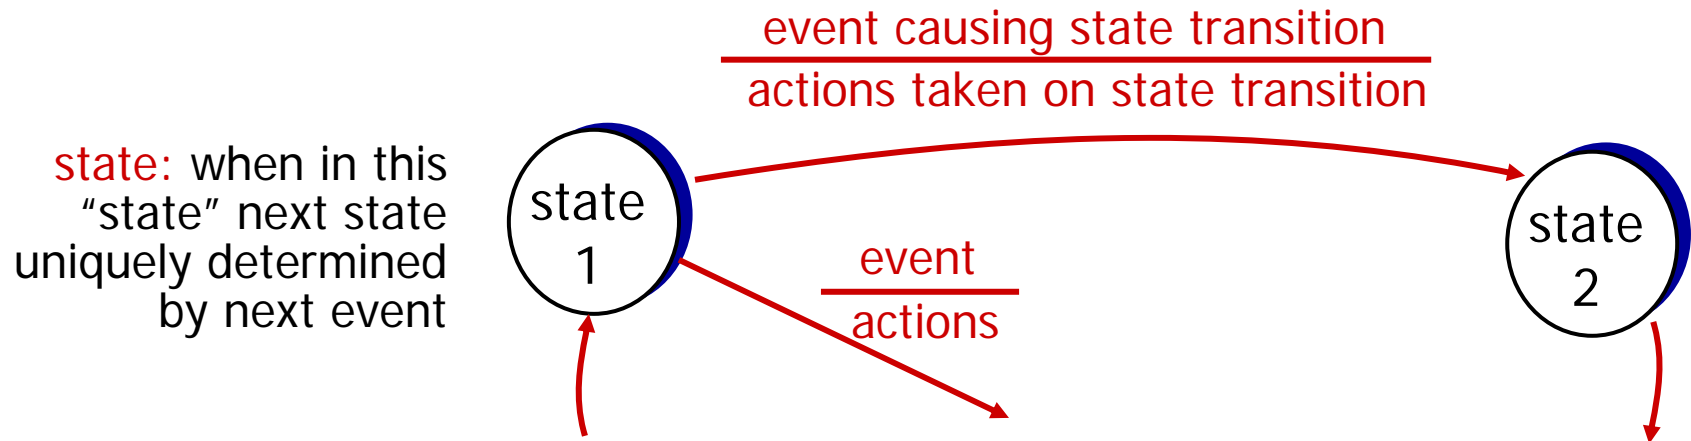 event causing state transition
actions taken on state transition
state: when in this
“state” next state
uniquely determined
by next event
state
1
event
actions
state
2